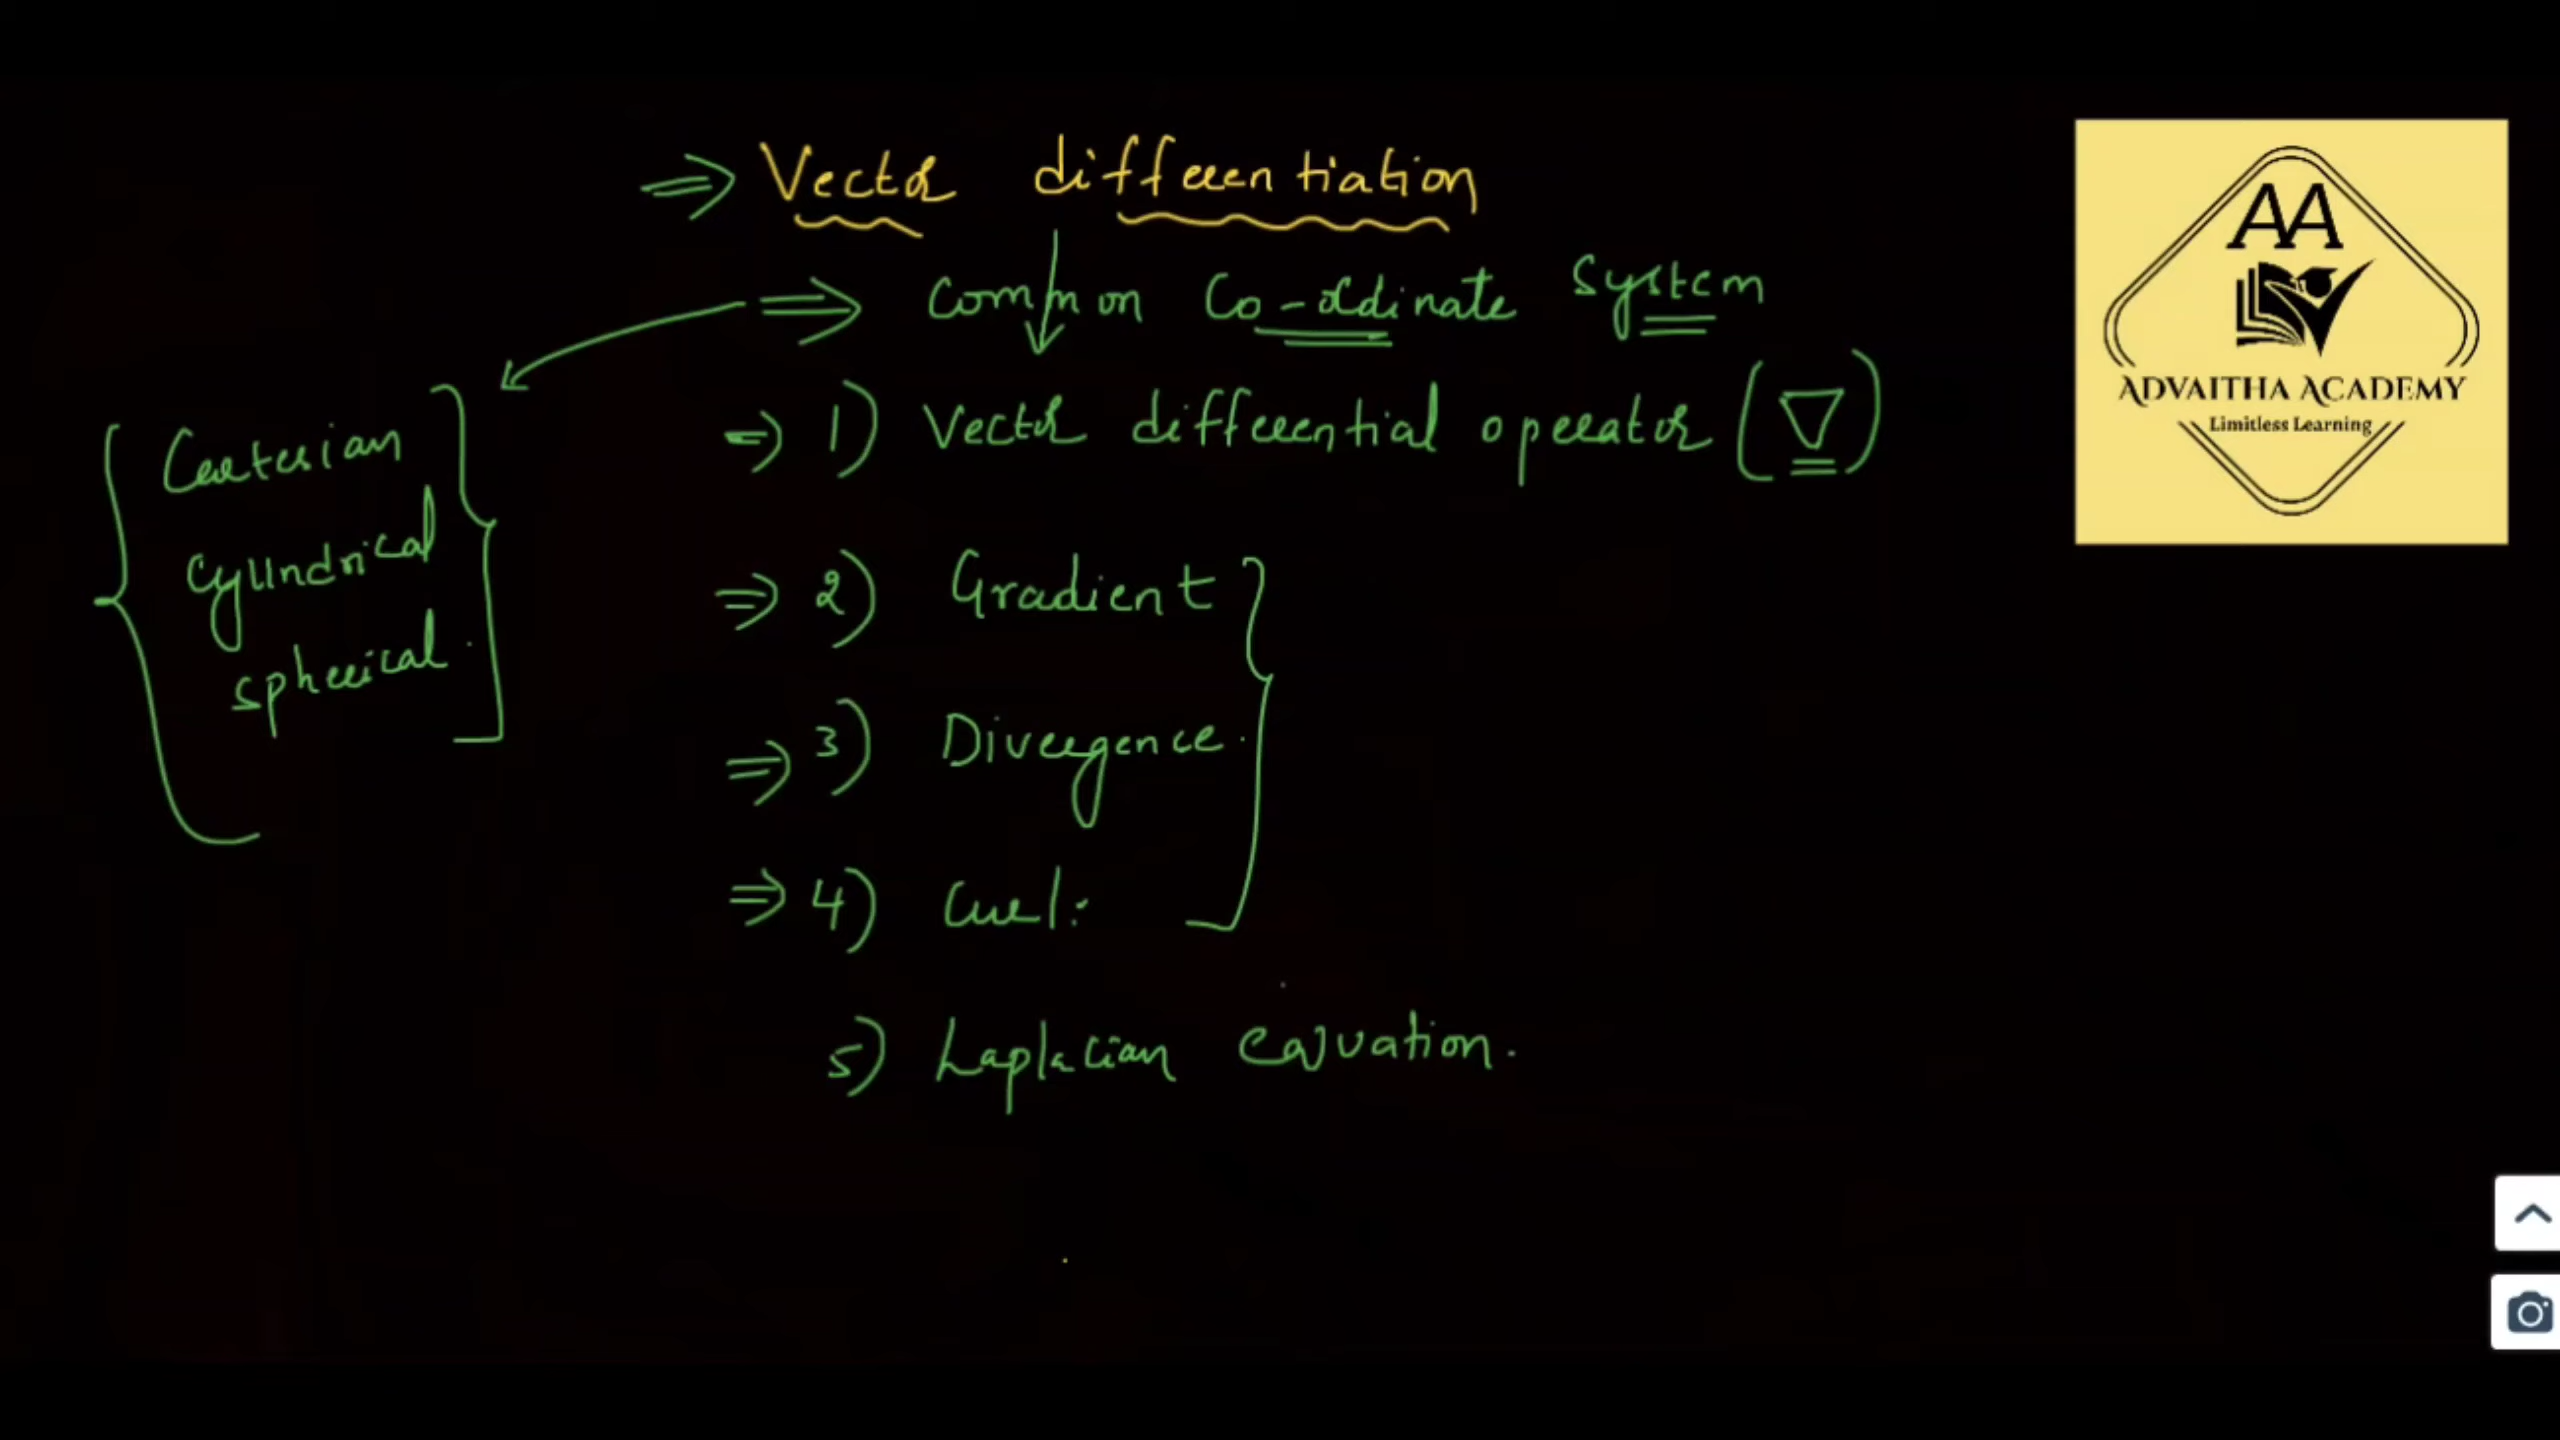 ⇒ Vector differentiation
⇒ Common Co-ordinate System
⇒ 1) Vector differential operator (∇)
⇒ 2) Gradient
⇒ 3) Divergence.
⇒ 4) Curl.
5) Laplacian equation.
Cartesian
cylindrical
spherical.
AA
ADVAITHA ACADEMY
Limitless Learning